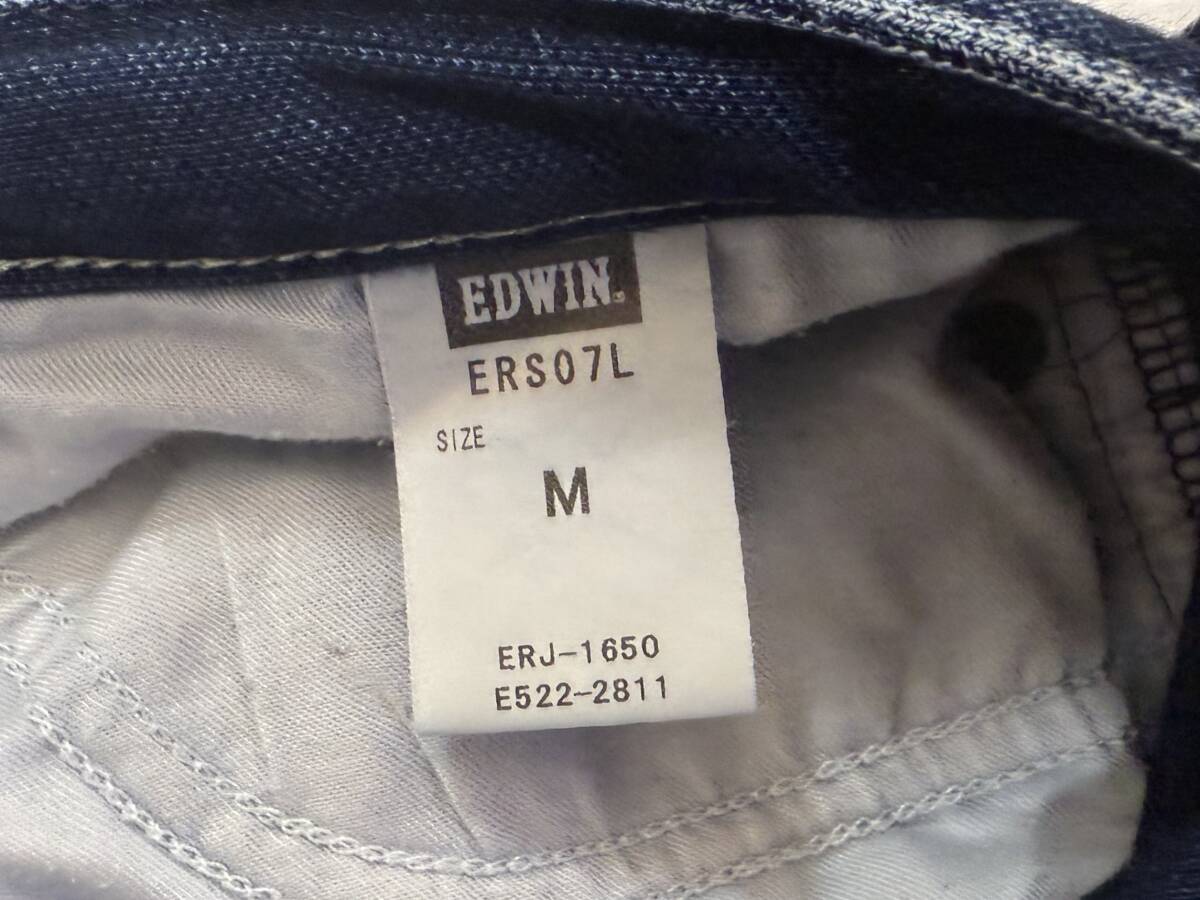 EDWIN.
ERS07L
SIZE
M
ERJ-1650
E522-2811